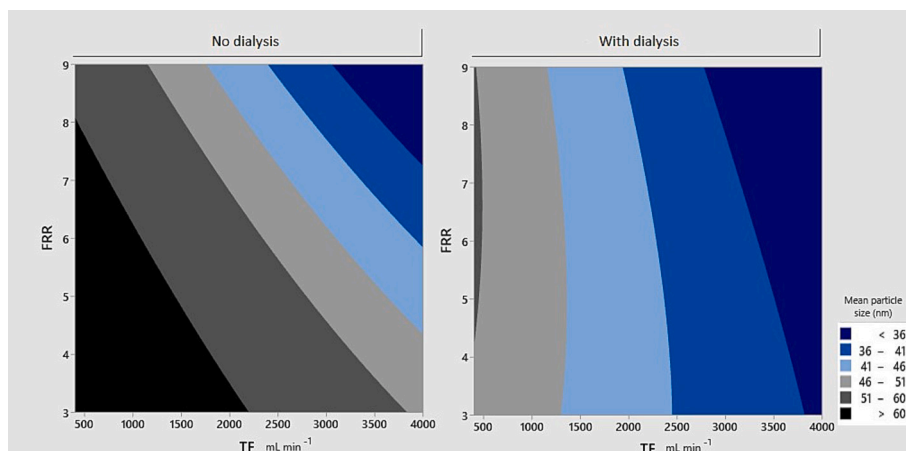 No dialysis
With dialysis
9
8
7
6
5
4
3
FRR
500
1000
1500
2000
2500
3000
3500
4000
TF mL min⁻¹
9
8
7
6
5
4
3
FRR
500
1000
1500
2000
2500
3000
3500
4000
TF mL min⁻¹
Mean particle
size (nm)
< 36
36 – 41
41 – 46
46 – 51
51 – 60
> 60